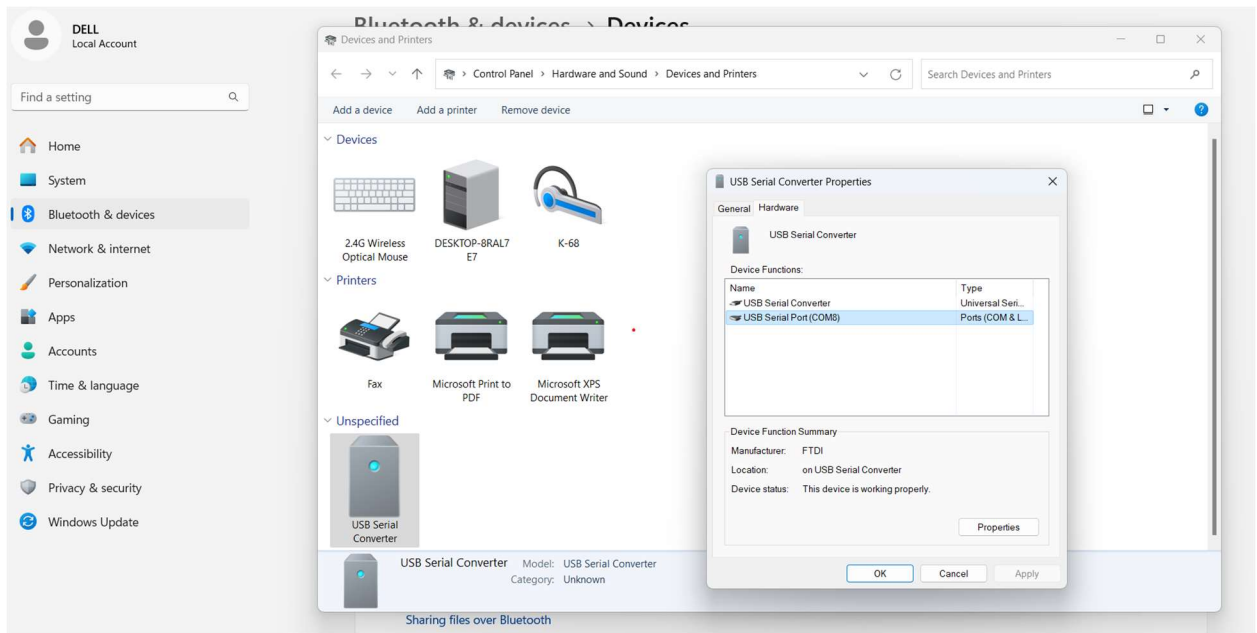 DELL
Local Account
Find a setting
Home
System
Bluetooth & devices
Network & internet
Personalization
Apps
Accounts
Time & language
Gaming
Accessibility
Privacy & security
Windows Update
Bluetooth & devices > Devices
Devices and Printers
Control Panel > Hardware and Sound > Devices and Printers
Search Devices and Printers
Add a device Add a printer Remove device
Devices
2.4G Wireless
Optical Mouse
DESKTOP-8RAL7
E7
K-68
Printers
Fax
Microsoft Print to
PDF
Microsoft XPS
Document Writer
Unspecified
USB Serial
Converter
USB Serial Converter Model: USB Serial Converter
Category: Unknown
Sharing files over Bluetooth
USB Serial Converter Properties
General Hardware
USB Serial Converter
Device Functions:
Name Type
USB Serial Converter Universal Seri...
USB Serial Port (COM8) Ports (COM & L...
Device Function Summary
Manufacturer: FTDI
Location: on USB Serial Converter
Device status: This device is working properly.
Properties
OK Cancel Apply